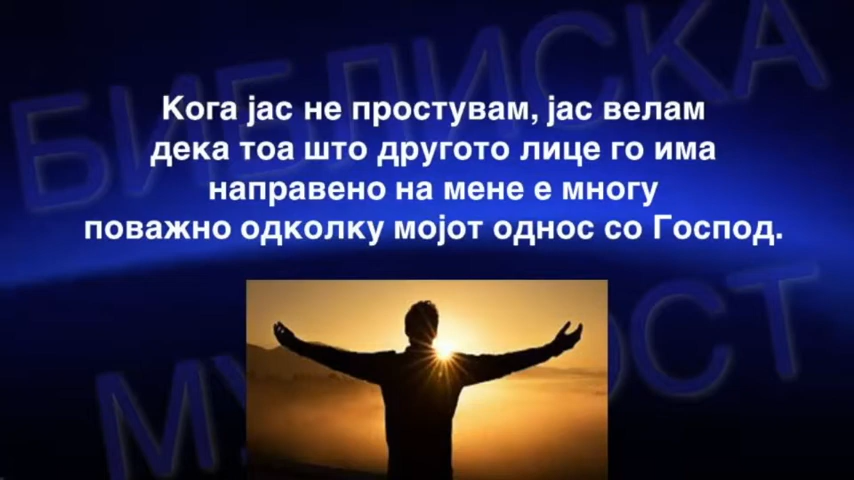 БИБЛИСКА
Кога јас не простувам, јас велам
дека тоа што другото лице го има
направено на мене е многу
поважно одколку мојот однос со Господ.